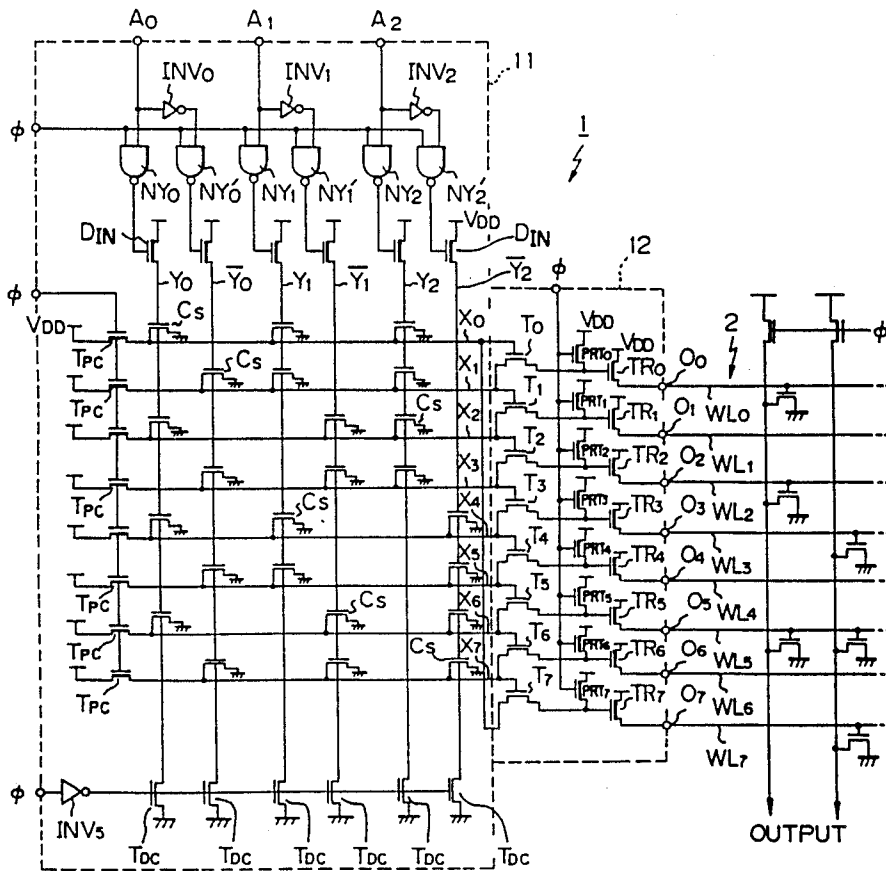 A0 A1 A2
11
INV0 INV1 INV2
φ
1
NY0 NY0' NY1 NY1' NY2 NY2'
DIN VDD DIN
12
Y0 Y̅0 Y1 Y̅1 Y2 Y̅2
φ φ
VDD CS X0 T0 VDD VDD 2 φ
TPC PRT0 TR0 O0
CS X1
TPC T1 PRT1 TR1 O1 WL0
CS X2
T2 PRT2 TR2 O2 WL1
X3
TPC T3 PRT3 TR3 O3 WL2
X4
CS T4 PRT4 TR4 O4 WL3
X5
TPC T5 PRT5 TR5 O5 WL4
CS X6
TPC T6 PRT6 TR6 O6 WL5
CS X7
TPC T7 PRT7 TR7 O7 WL6
WL7
φ
INV5
TDC TDC TDC TDC TDC TDC
OUTPUT